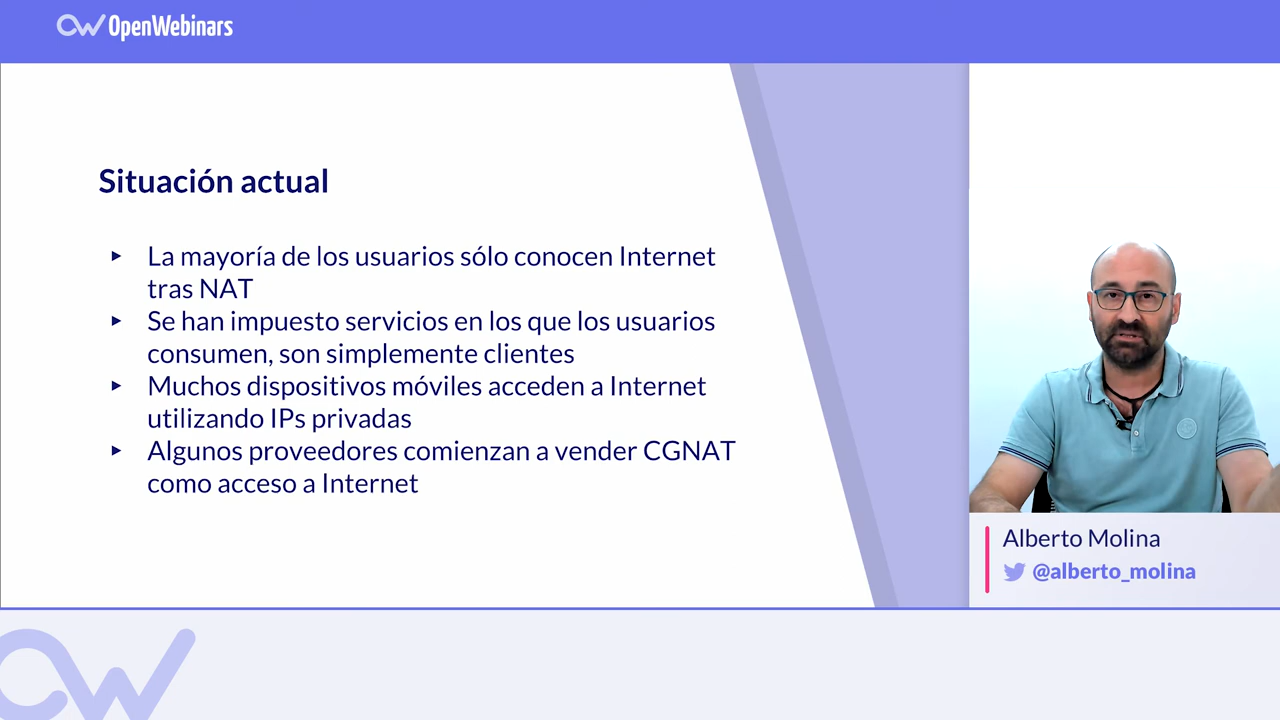 OpenWebinars
Situación actual
▸ La mayoría de los usuarios sólo conocen Internet
tras NAT
▸ Se han impuesto servicios en los que los usuarios
consumen, son simplemente clientes
▸ Muchos dispositivos móviles acceden a Internet
utilizando IPs privadas
▸ Algunos proveedores comienzan a vender CGNAT
como acceso a Internet
Alberto Molina
@alberto_molina